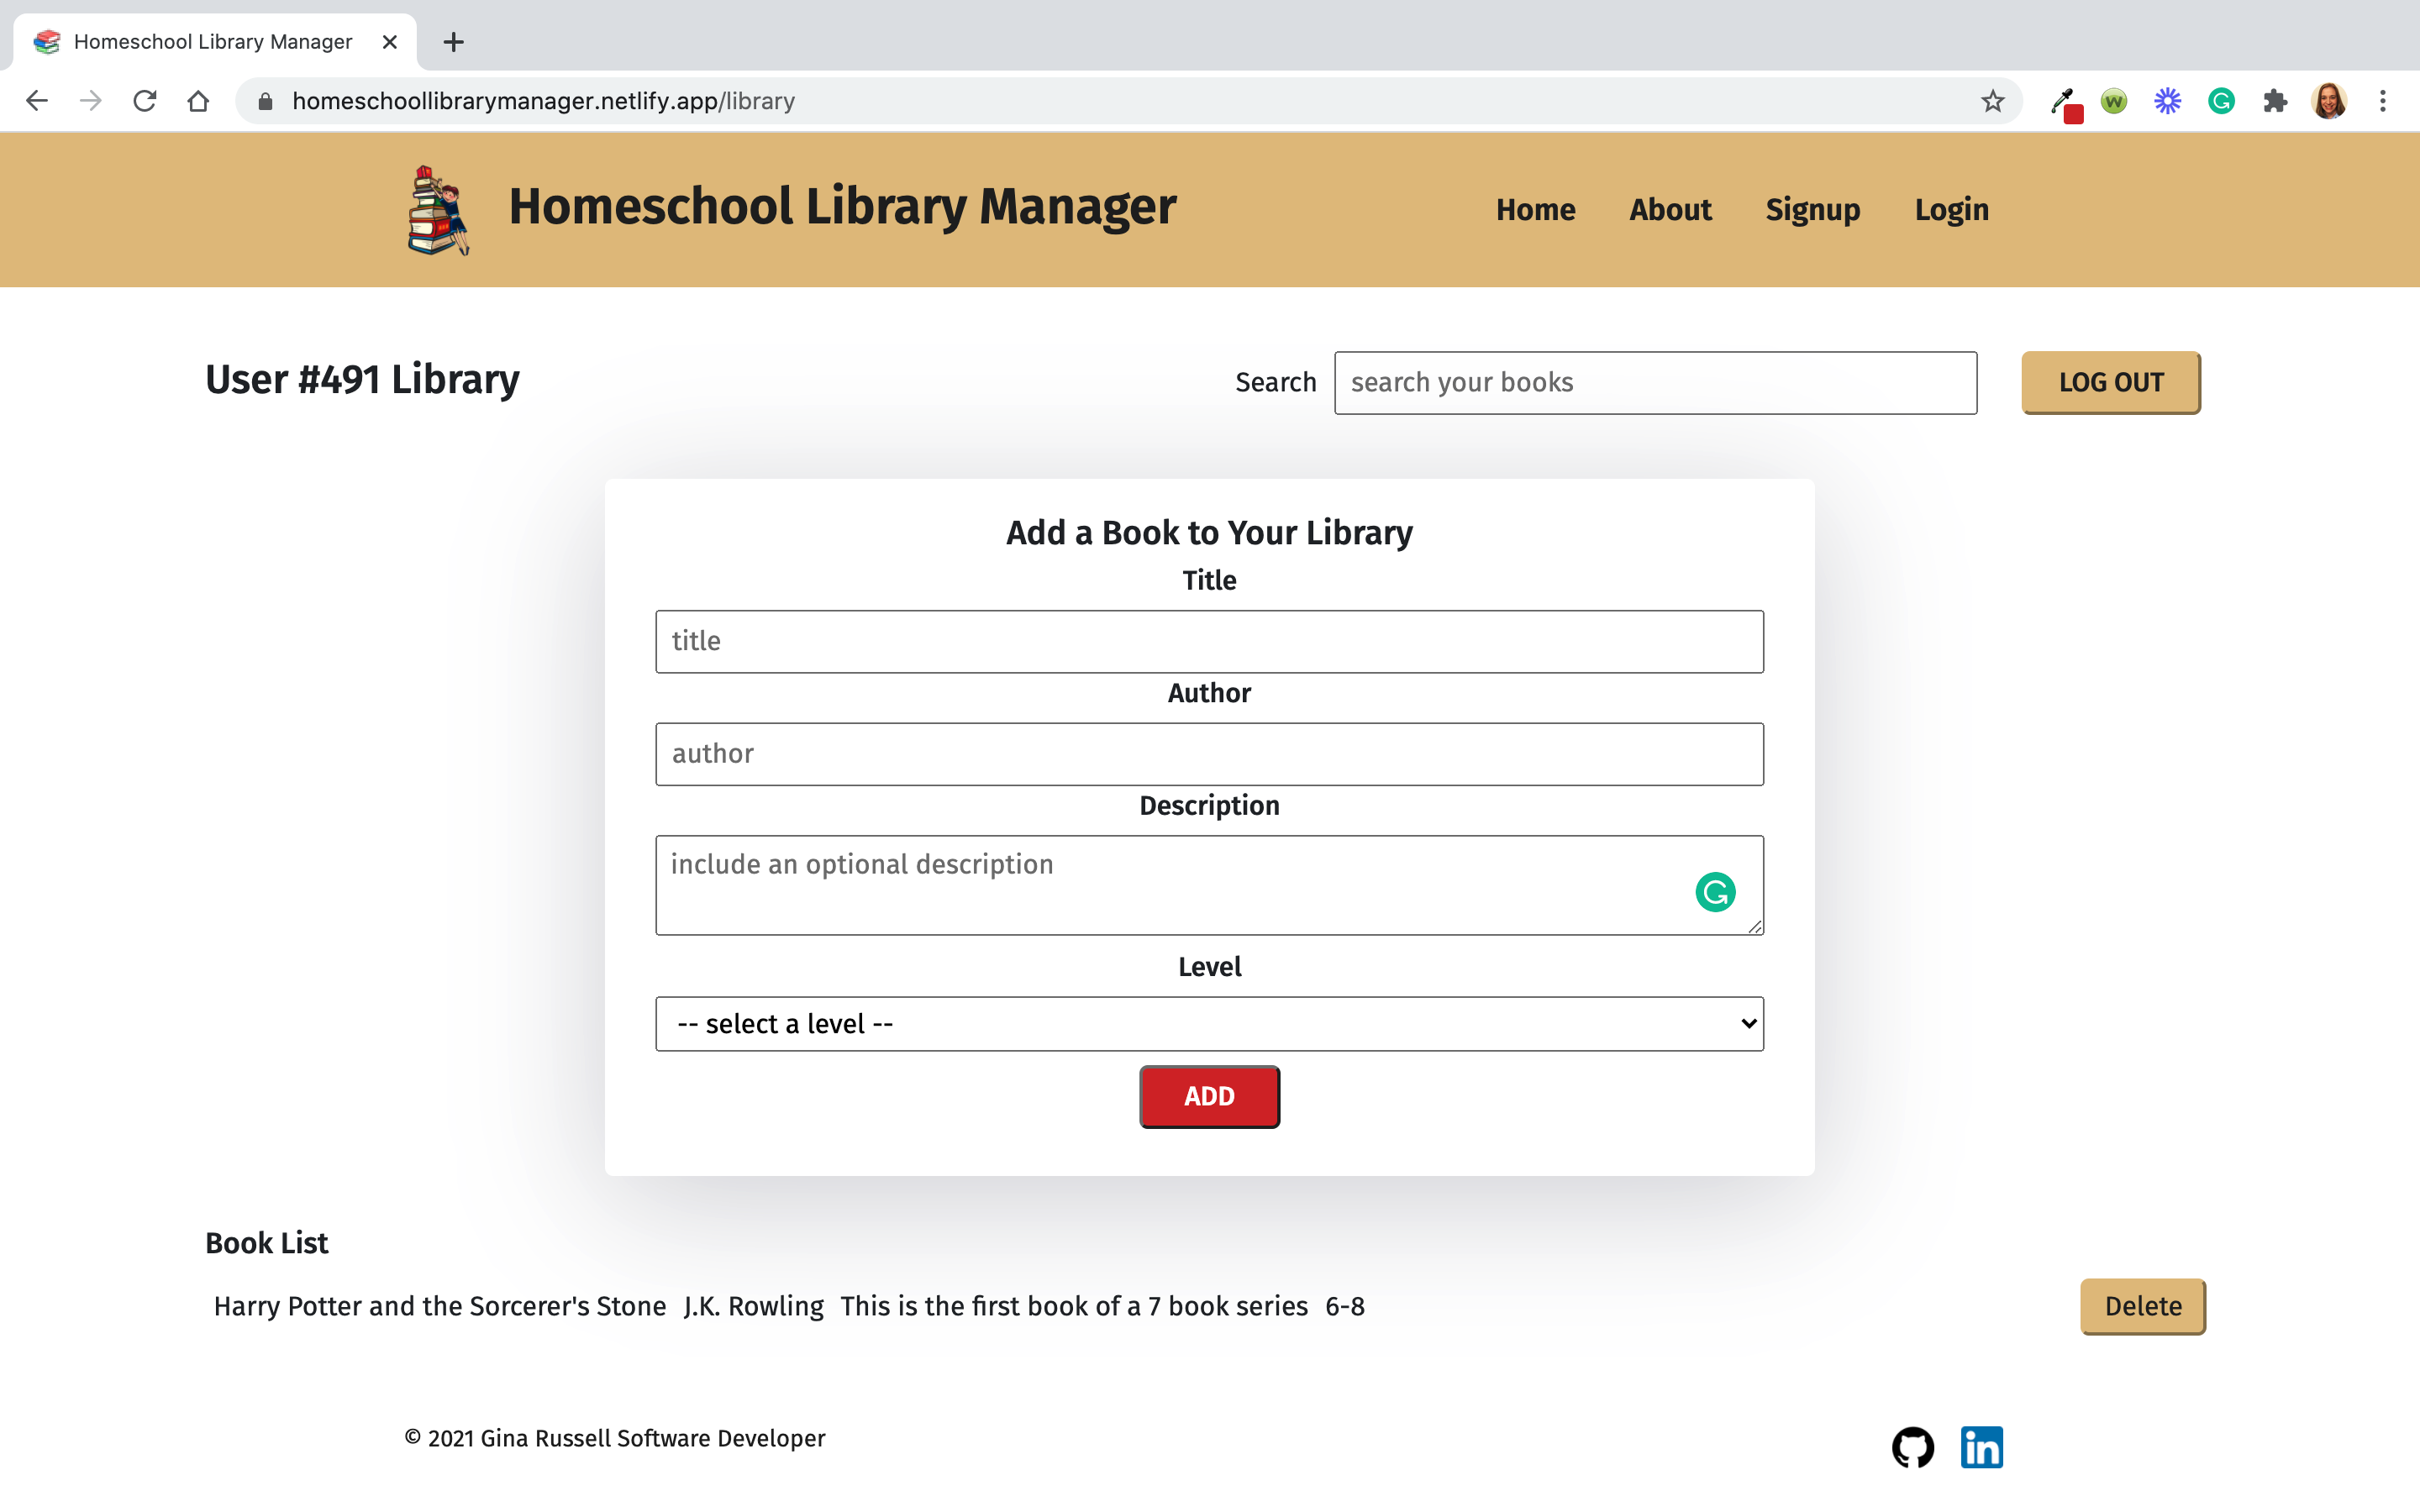 Homeschool Library Manager
homeschoollibrarymanager.netlify.app/library
Homeschool Library Manager
Home About Signup Login
User #491 Library
Search search your books LOG OUT
Add a Book to Your Library
Title
title
Author
author
Description
include an optional description
Level
-- select a level --
ADD
Book List
Harry Potter and the Sorcerer's Stone J.K. Rowling This is the first book of a 7 book series 6-8 Delete
© 2021 Gina Russell Software Developer
in